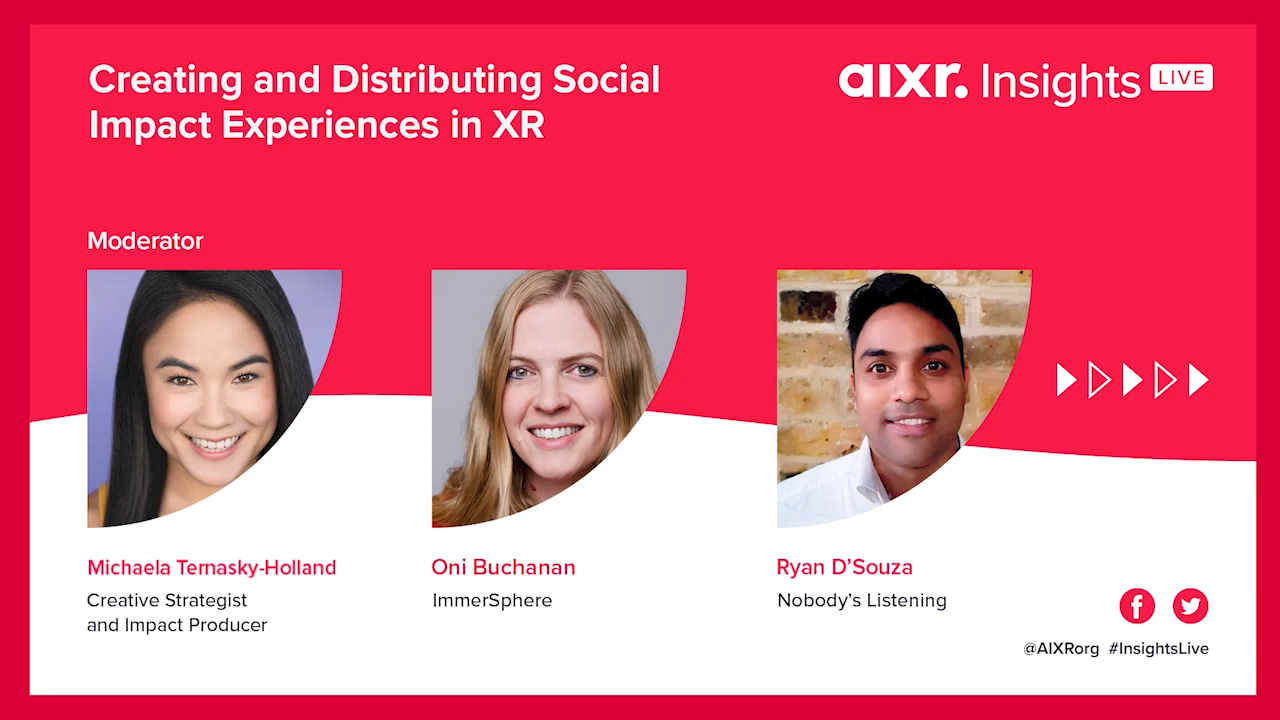 Creating and Distributing Social
Impact Experiences in XR
aixr. Insights LIVE
Moderator
Michaela Ternasky-Holland
Creative Strategist
and Impact Producer
Oni Buchanan
ImmerSphere
Ryan D’Souza
Nobody’s Listening
@AIXRorg #InsightsLive